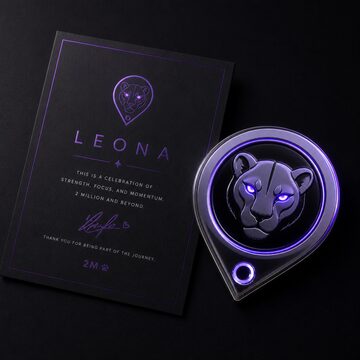 LEONA
THIS IS A CELEBRATION OF
STRENGTH, FOCUS, AND MOMENTUM.
2 MILLION AND BEYOND.
THANK YOU FOR BEING PART OF THE JOURNEY.
2M